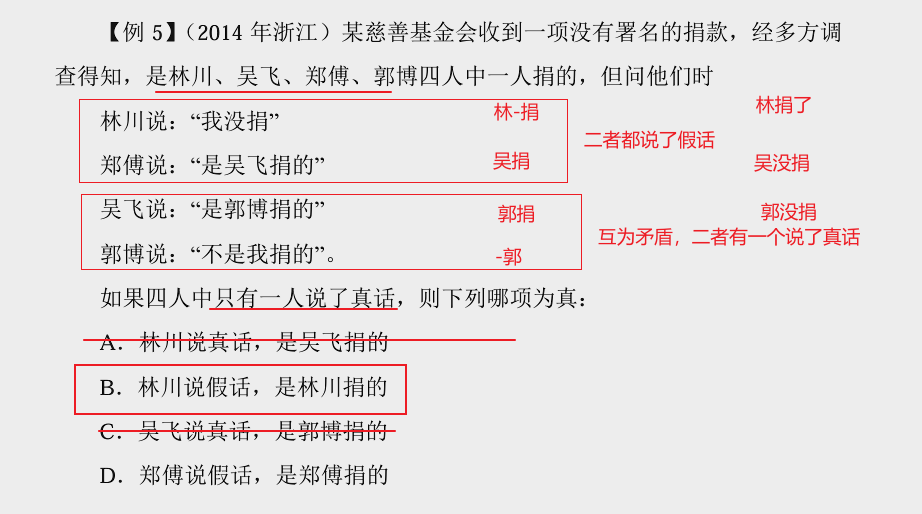 【例 5】（2014 年浙江）某慈善基金会收到一项没有署名的捐款，经多方调
查得知，是林川、吴飞、郑傅、郭博四人中一人捐的，但问他们时
林川说：“我没捐” 林-捐 林捐了
二者都说了假话
郑傅说：“是吴飞捐的” 吴捐 吴没捐
吴飞说：“是郭博捐的” 郭捐 郭没捐
互为矛盾，二者有一个说了真话
郭博说：“不是我捐的”。 -郭
如果四人中只有一人说了真话，则下列哪项为真：
A．林川说真话，是吴飞捐的
B．林川说假话，是林川捐的
C．吴飞说真话，是郭博捐的
D．郑傅说假话，是郑傅捐的